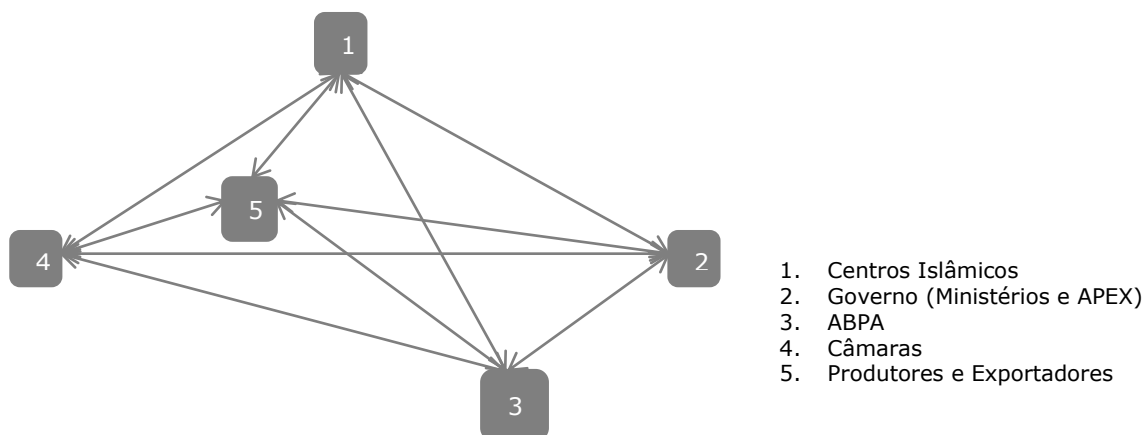 1
5
4
2
3
1. Centros Islâmicos
2. Governo (Ministérios e APEX)
3. ABPA
4. Câmaras
5. Produtores e Exportadores